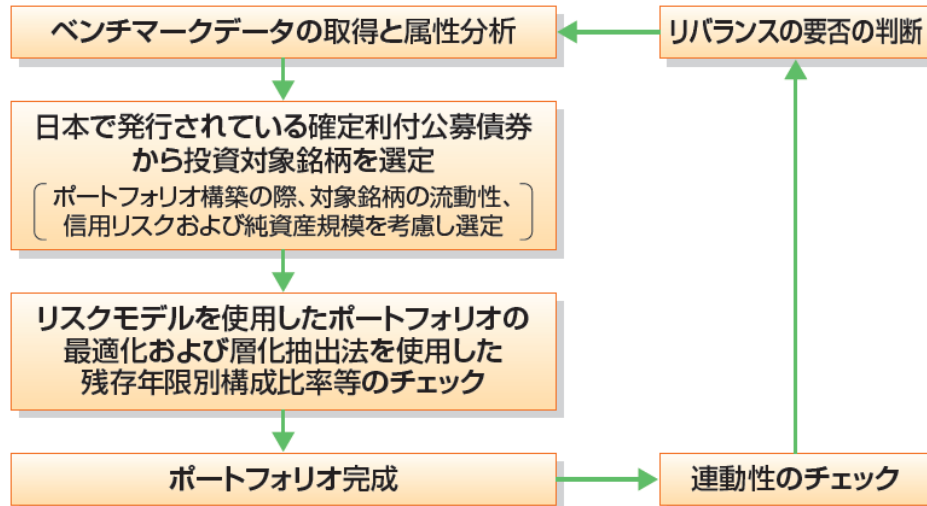 ベンチマークデータの取得と属性分析
リバランスの要否の判断
日本で発行されている確定利付公募債券
から投資対象銘柄を選定
ポートフォリオ構築の際、対象銘柄の流動性、
信用リスクおよび純資産規模を考慮し選定
リスクモデルを使用したポートフォリオの
最適化および層化抽出法を使用した
残存年限別構成比率等のチェック
ポートフォリオ完成
連動性のチェック